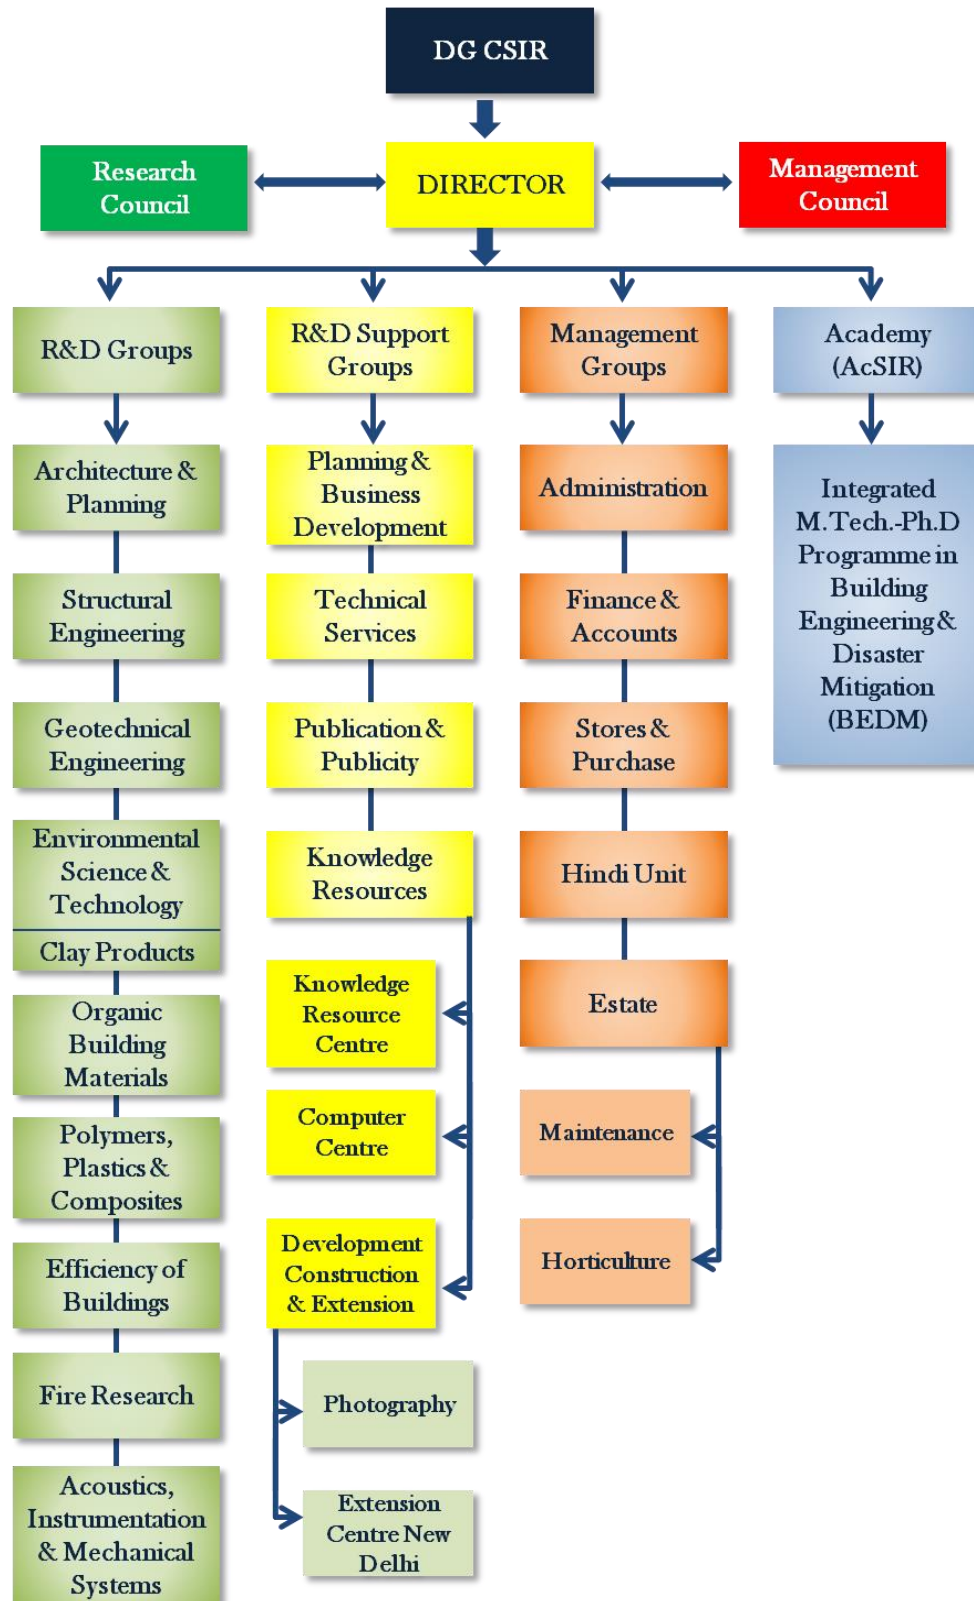 DG CSIR
Research
Council
DIRECTOR
Management
Council
R&D Groups
R&D Support
Groups
Management
Groups
Academy
(AcSIR)
Architecture &
Planning
Structural
Engineering
Geotechnical
Engineering
Environmental
Science &
Technology
Clay Products
Organic
Building
Materials
Polymers,
Plastics &
Composites
Efficiency of
Buildings
Fire Research
Acoustics,
Instrumentation
& Mechanical
Systems
Planning &
Business
Development
Technical
Services
Publication &
Publicity
Knowledge
Resources
Knowledge
Resource
Centre
Computer
Centre
Development
Construction
& Extension
Photography
Extension
Centre New
Delhi
Administration
Finance &
Accounts
Stores &
Purchase
Hindi Unit
Estate
Maintenance
Horticulture
Integrated
M.Tech.-Ph.D
Programme in
Building
Engineering &
Disaster
Mitigation
(BEDM)